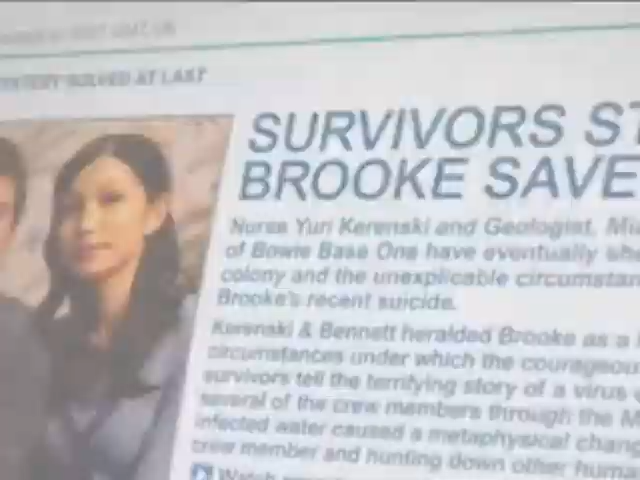 SOLVED AT LAST
SURVIVORS ST
BROOKE SAVE
Nurse Yuri Kerenski and Geologist, Mi
of Bowie Base One have eventually she
colony and the unexplicable circumstan
Brooke's recent suicide.
Kerenski & Bennett heralded Brooke as a
circumstances under which the courageou
survivors tell the terrifying story of a virus
several of the crew members through the M
infected water caused a metaphysical chang
crew member and hunting down other huma
Watch